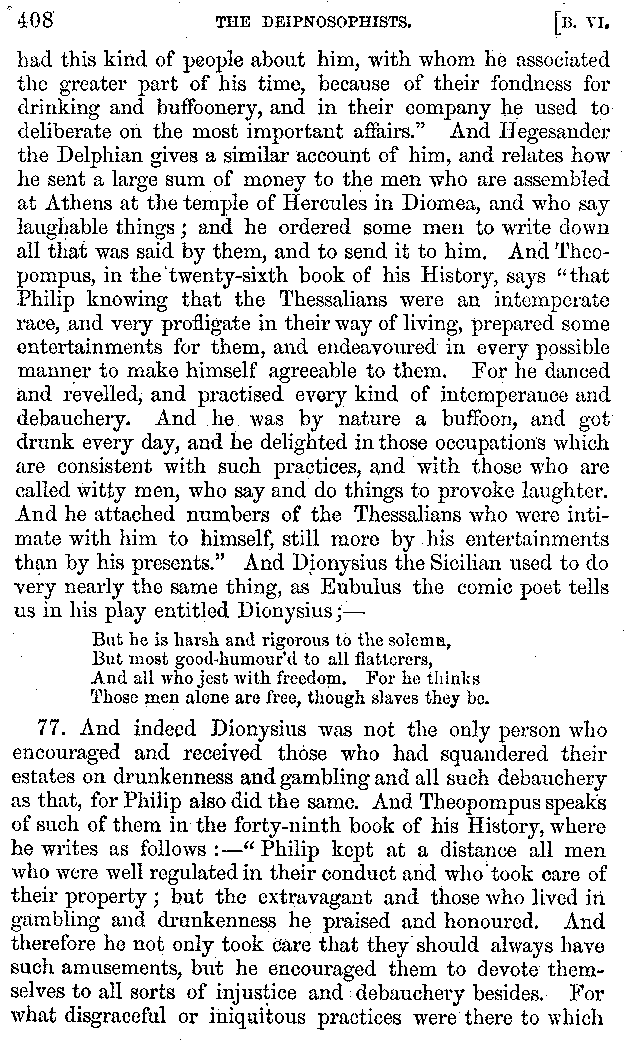 408 THE DEIPNOSOPHISTS. [B. VI.
had this kind of people about him, with whom he associated
the greater part of his time, because of their fondness for
drinking and buffoonery, and in their company he used to
deliberate on the most important affairs.” And Hegesander
the Delphian gives a similar account of him, and relates how
he sent a large sum of money to the men who are assembled
at Athens at the temple of Hercules in Diomea, and who say
laughable things; and he ordered some men to write down
all that was said by them, and to send it to him. And Theo-
pompus, in the twenty-sixth book of his History, says “that
Philip knowing that the Thessalians were an intemperate
race, and very profligate in their way of living, prepared some
entertainments for them, and endeavoured in every possible
manner to make himself agreeable to them. For he danced
and revelled, and practised every kind of intemperance and
debauchery. And he was by nature a buffoon, and got
drunk every day, and he delighted in those occupations which
are consistent with such practices, and with those who are
called witty men, who say and do things to provoke laughter.
And he attached numbers of the Thessalians who were inti-
mate with him to himself, still more by his entertainments
than by his presents.” And Dionysius the Sicilian used to do
very nearly the same thing, as Eubulus the comic poet tells
us in his play entitled Dionysius;—
But he is harsh and rigorous to the solemn,
But most good-humour'd to all flatterers,
And all who jest with freedom. For he thinks
Those men alone are free, though slaves they be.
77. And indeed Dionysius was not the only person who
encouraged and received those who had squandered their
estates on drunkenness and gambling and all such debauchery
as that, for Philip also did the same. And Theopompus speaks
of such of them in the forty-ninth book of his History, where
he writes as follows:—“Philip kept at a distance all men
who were well regulated in their conduct and who took care of
their property; but the extravagant and those who lived in
gambling and drunkenness he praised and honoured. And
therefore he not only took care that they should always have
such amusements, but he encouraged them to devote them-
selves to all sorts of injustice and debauchery besides. For
what disgraceful or iniquitous practices were there to which